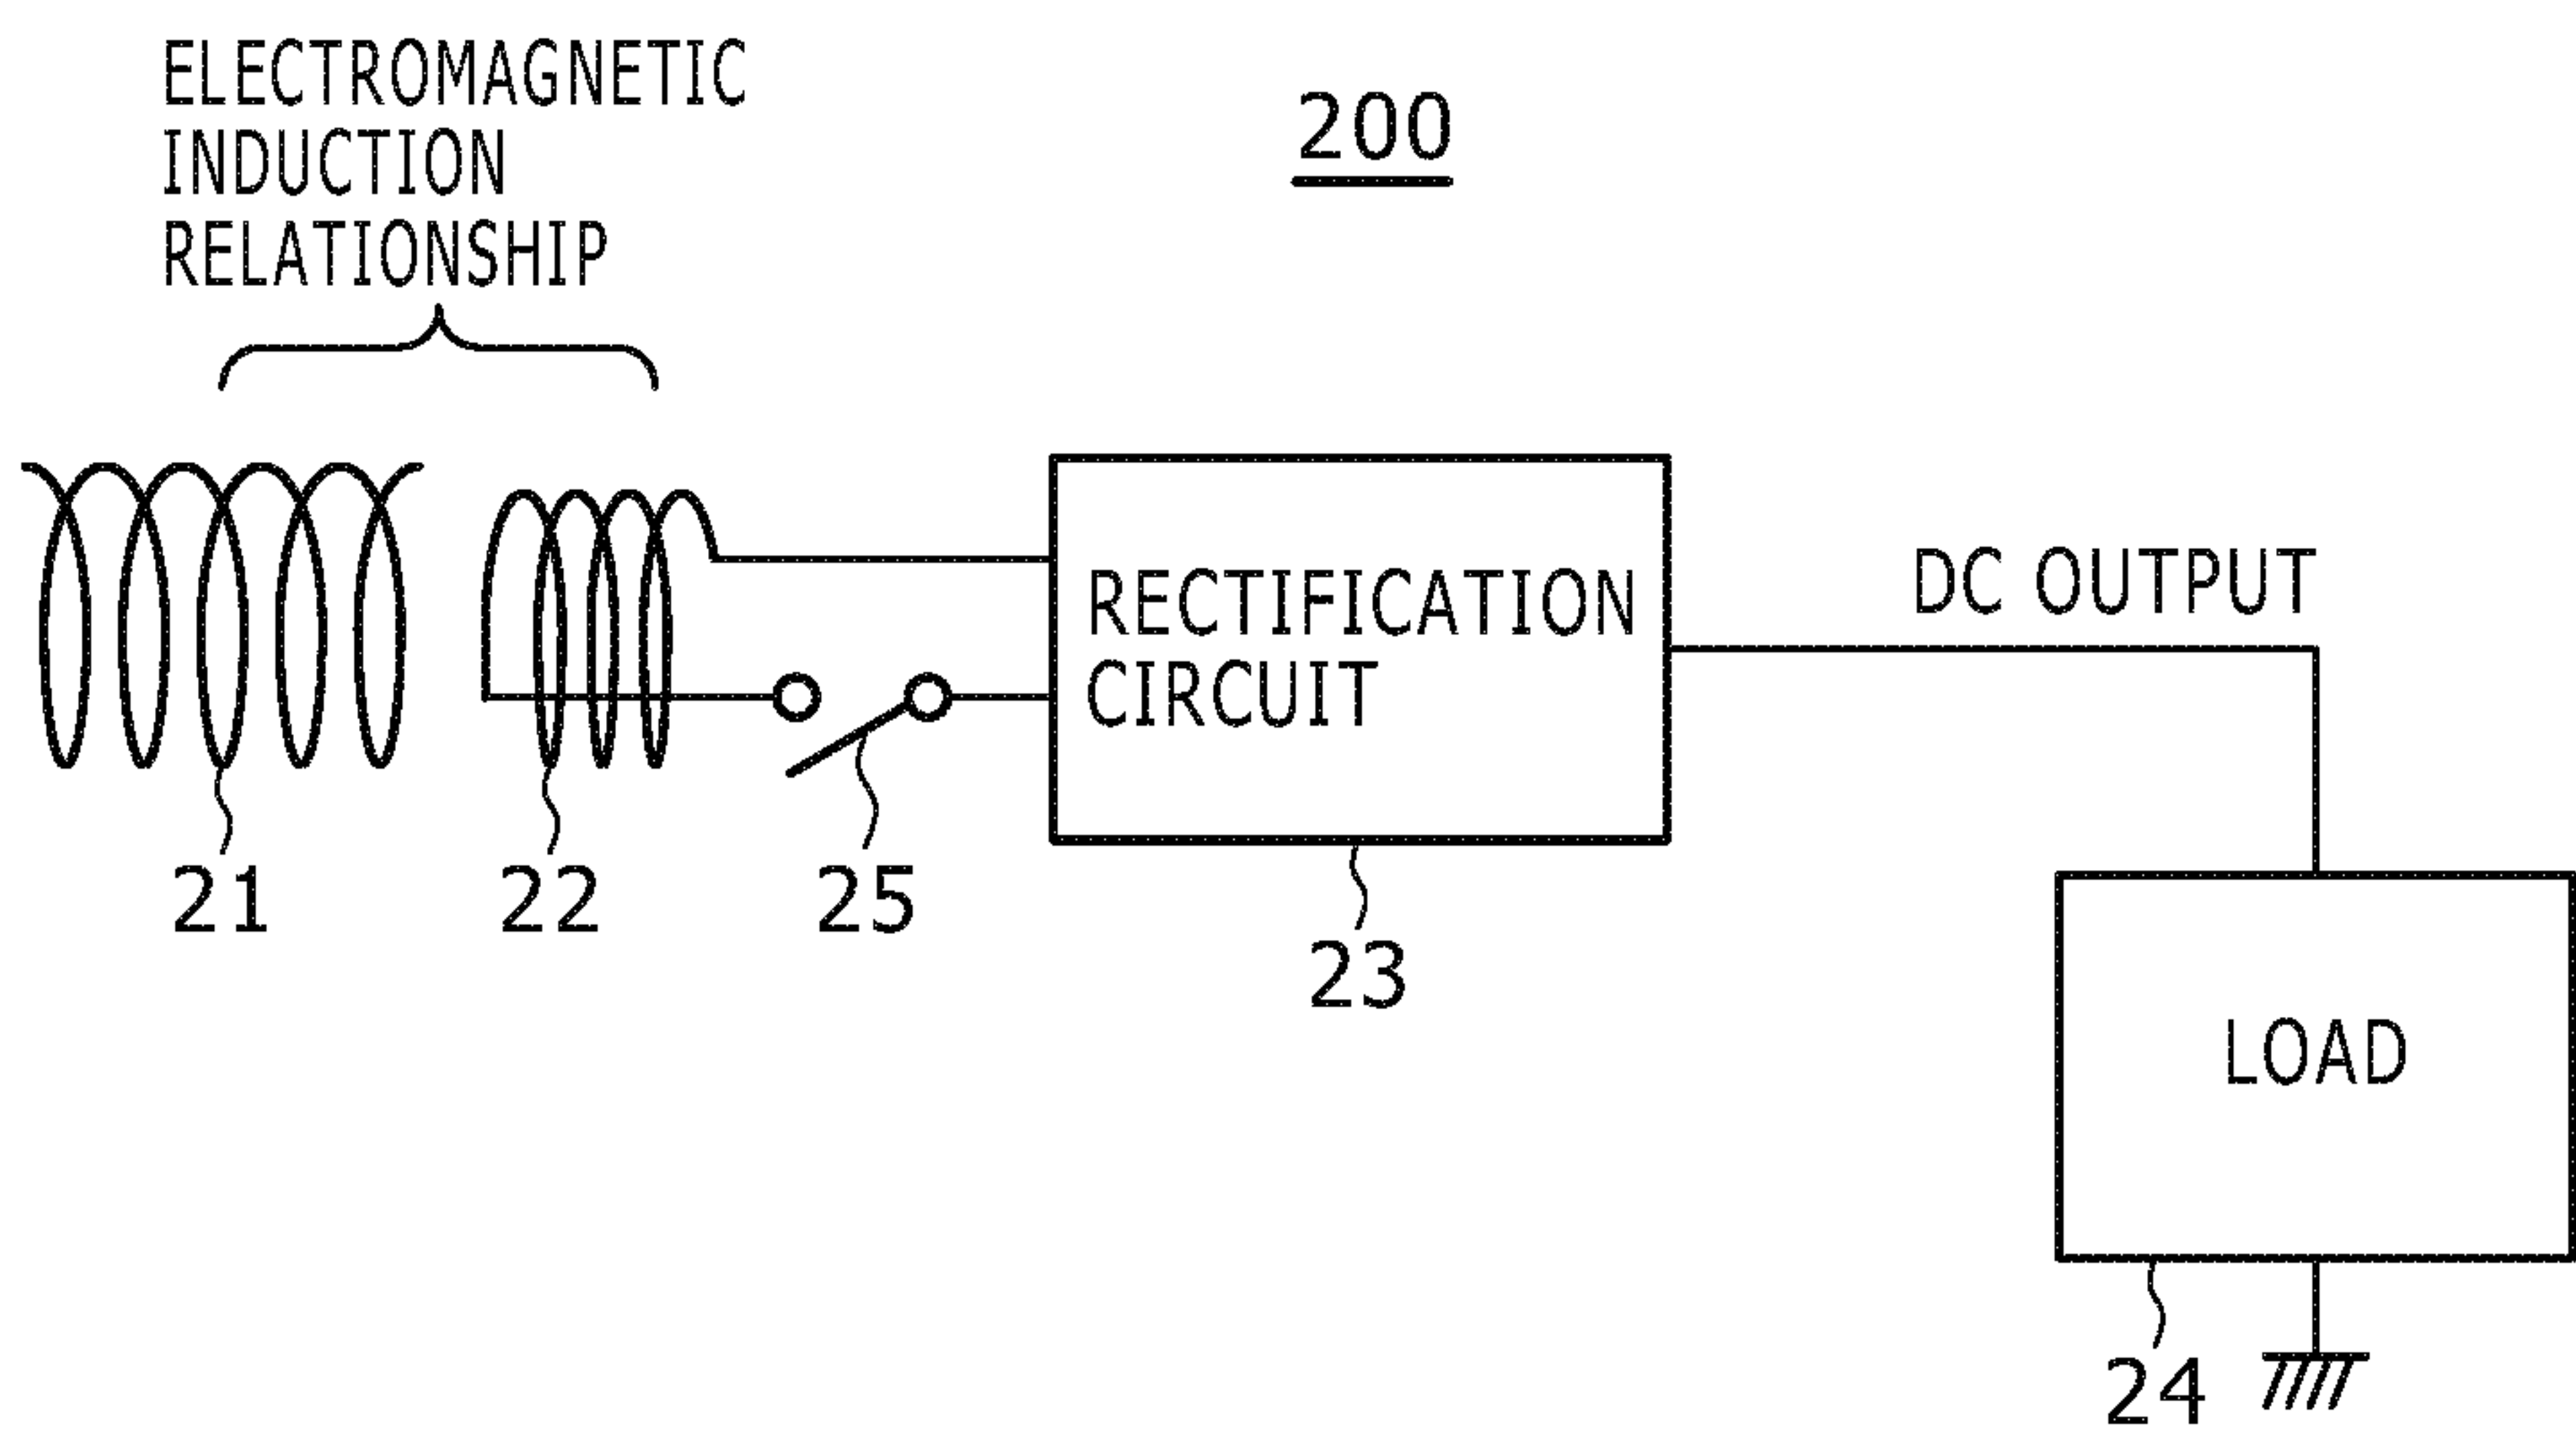 ELECTROMAGNETIC
INDUCTION
RELATIONSHIP
200
RECTIFICATION
CIRCUIT
DC OUTPUT
21
22
25
23
LOAD
24